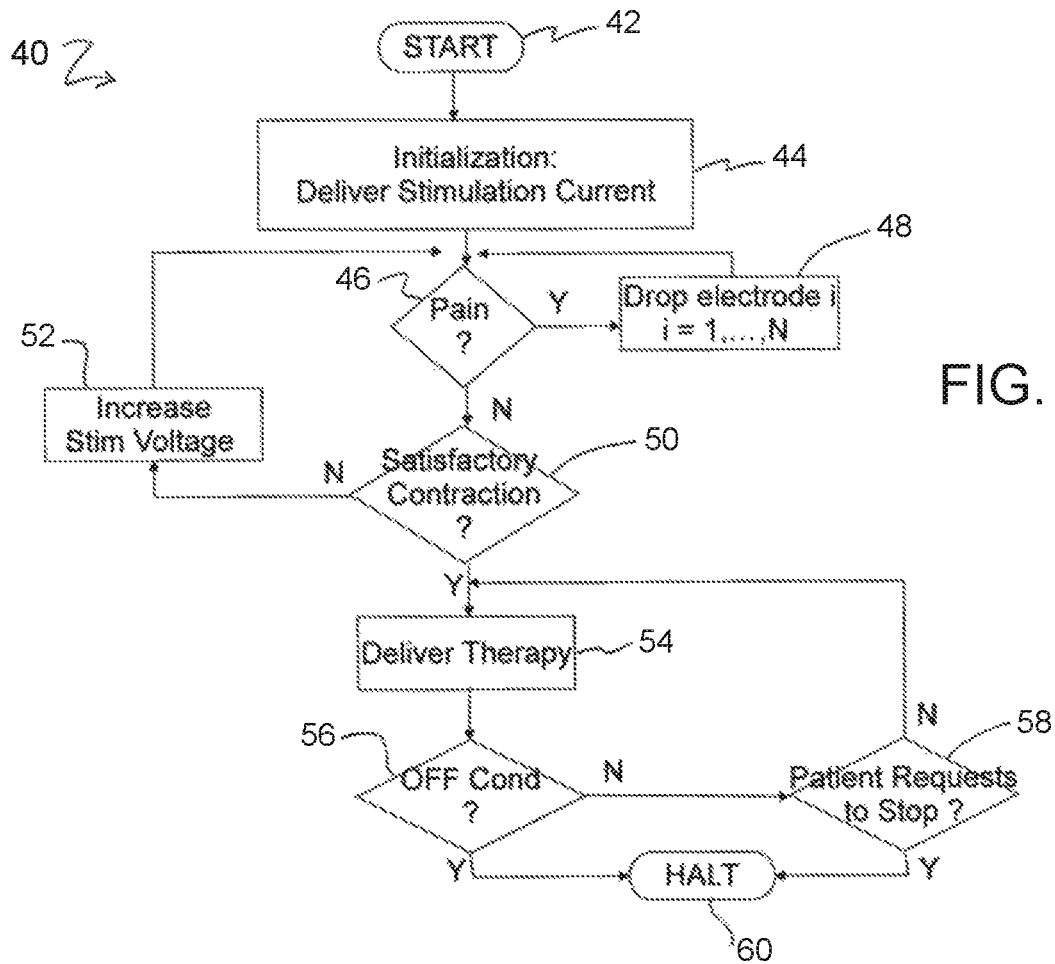 40
START
42
Initialization:
Deliver Stimulation Current
44
46
Pain
?
Y
48
Drop electrode i
i = 1,...,N
N
52
Increase
Stim Voltage
FIG.
N
Satisfactory
Contraction
?
50
Y
Deliver Therapy
54
56
OFF Cond
?
N
N
58
Patient Requests
to Stop ?
Y
HALT
Y
60